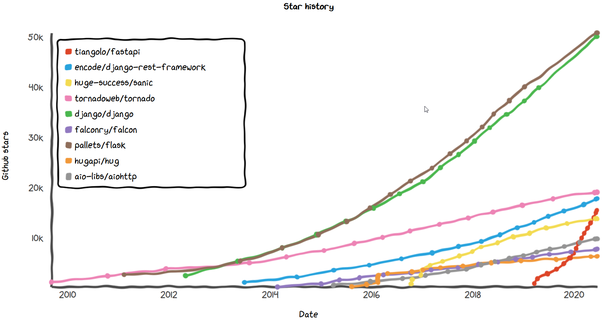 Star history
50k
40k
30k
20k
10k
Github stars
tiangolo/fastapi
encode/django-rest-framework
huge-success/sanic
tornadoweb/tornado
django/django
falconry/falcon
pallets/flask
hugapi/hug
aio-libs/aiohttp
2010 2012 2014 2016 2018 2020
Date